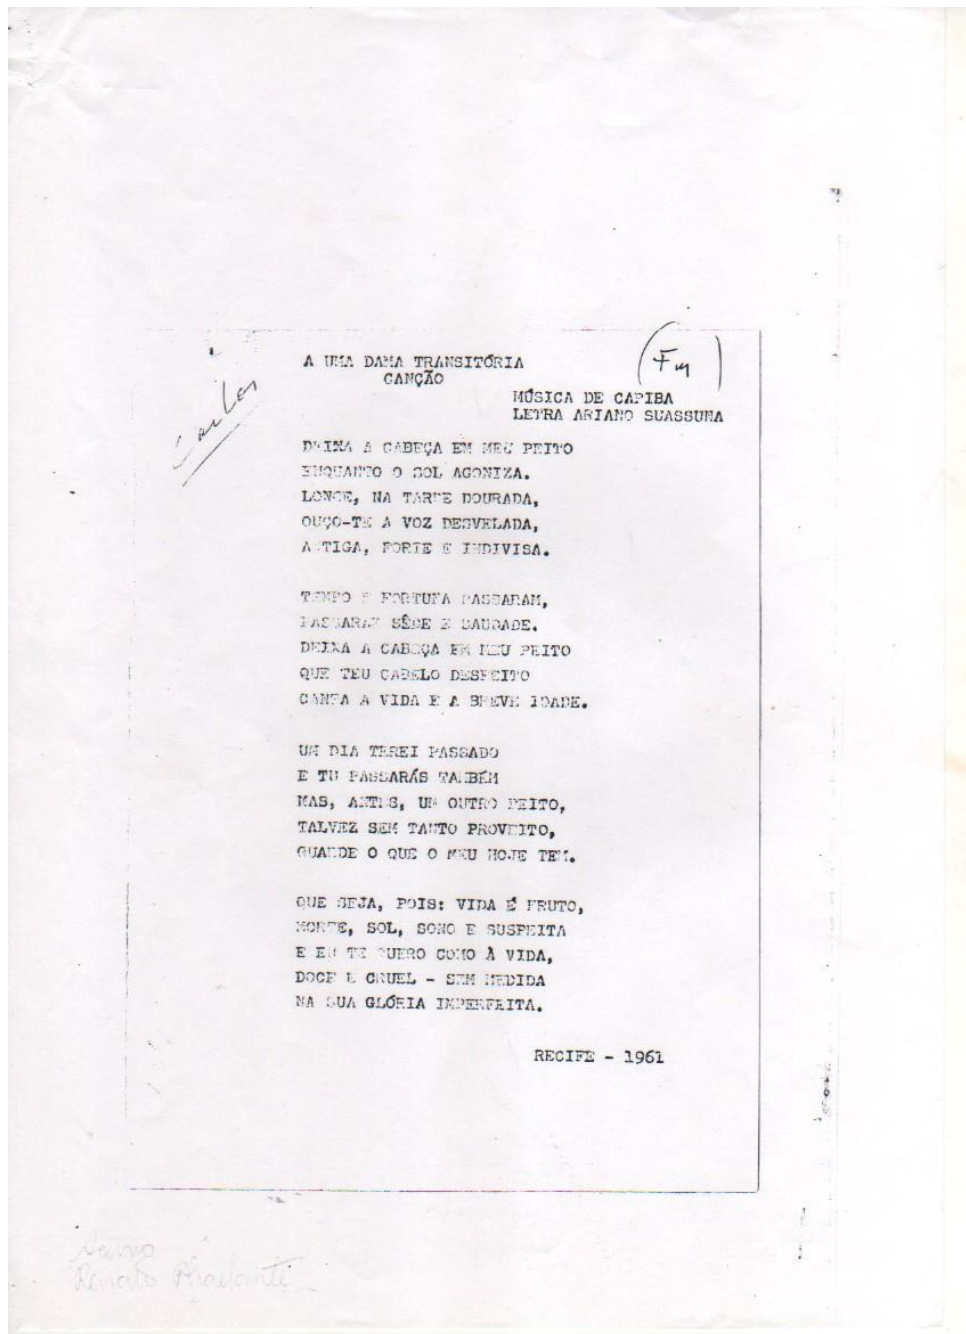 (Fm)
A UMA DAMA TRANSITÓRIA
CANÇÃO
MÚSICA DE CAPIBA
LETRA ARIANO SUASSUNA
DEIXA A CABEÇA EM MEU PEITO
ENQUANTO O SOL AGONIZA.
LONGE, NA TARDE DOURADA,
OUÇO-TE A VOZ DESVELADA,
ANTIGA, FORTE E INDIVISA.
TEMPO E FORTUNA PASSARAM,
PASSARAM SÊDE E SAUDADE.
DEIXA A CABEÇA EM MEU PEITO
QUE TEU CABELO DESFEITO
CANTA A VIDA E A BREVE IDADE.
UM DIA TEREI PASSADO
E TU PASSARÁS TAMBÉM
MAS, ANTES, UM OUTRO PEITO,
TALVEZ SEM TANTO PROVEITO,
GUARDE O QUE O MEU HOJE TEM.
QUE SEJA, POIS: VIDA É FRUTO,
MORTE, SOL, SONO E SUSPEITA
E EU TE QUERO COMO À VIDA,
DOCE E CRUEL - SEM MEDIDA
NA SUA GLÓRIA IMPERFEITA.
RECIFE - 1961
Renato Phaelante